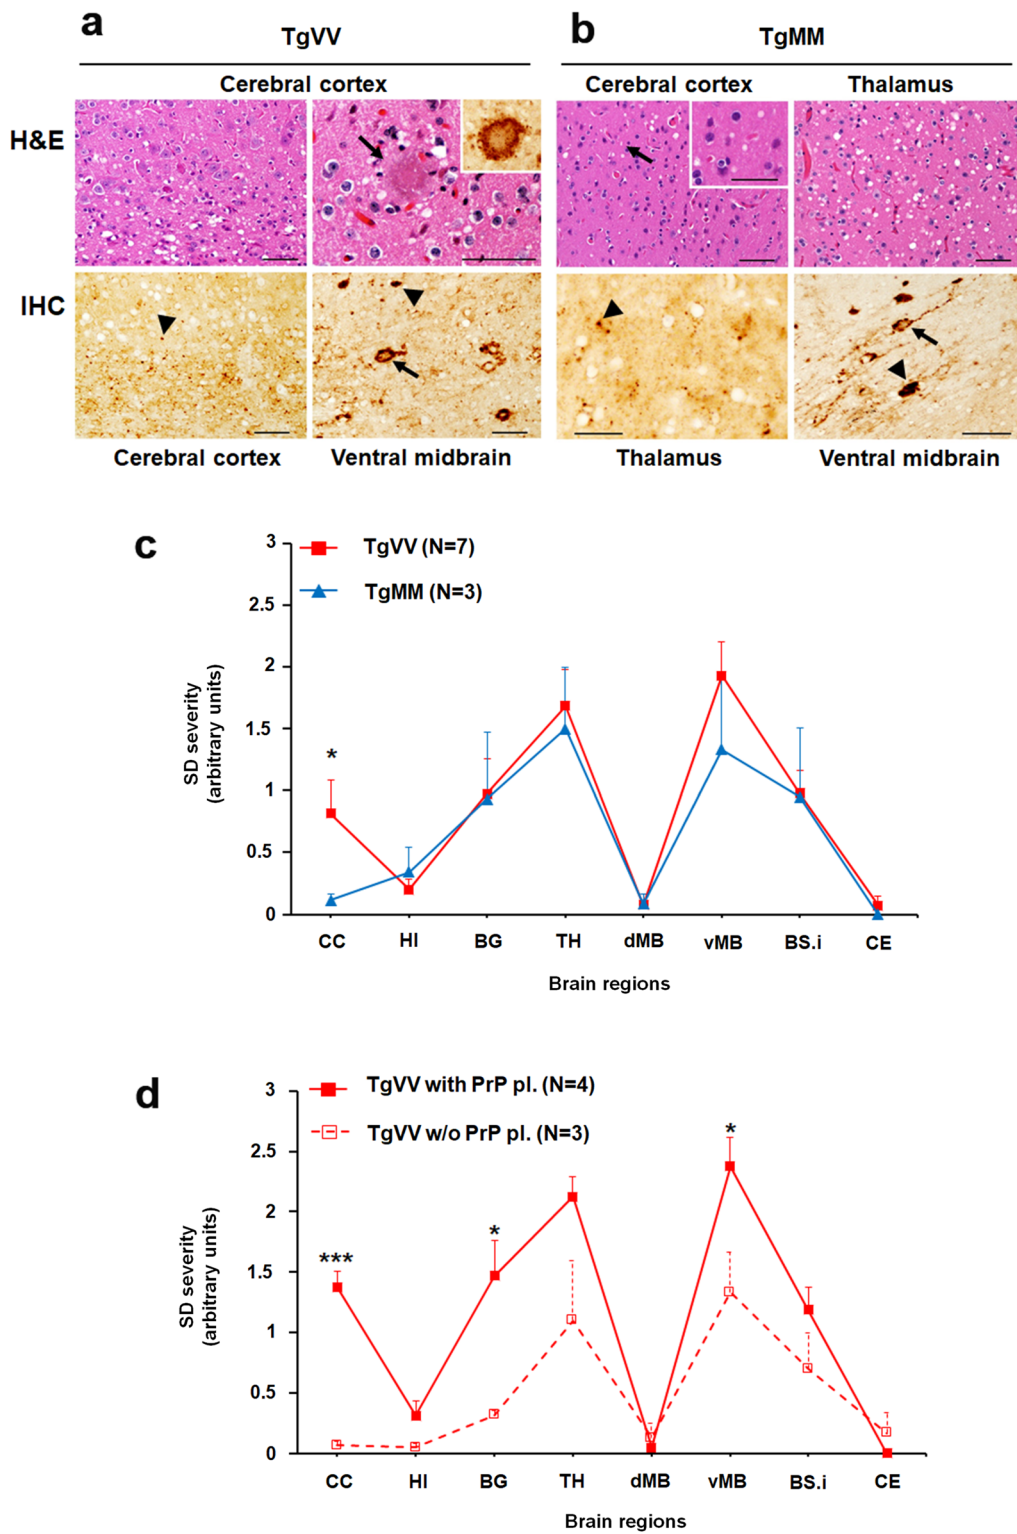 a
TgVV
b
TgMM
Cerebral cortex
Cerebral cortex
Thalamus
H&E
IHC
Cerebral cortex
Ventral midbrain
Thalamus
Ventral midbrain
c
TgVV (N=7)
TgMM (N=3)
3
2.5
2
1.5
1
0.5
0
SD severity
(arbitrary units)
*
CC HI BG TH dMB vMB BS.i CE
Brain regions
d
TgVV with PrP pl. (N=4)
TgVV w/o PrP pl. (N=3)
3
2.5
2
1.5
1
0.5
0
SD severity
(arbitrary units)
***
*
*
CC HI BG TH dMB vMB BS.i CE
Brain regions